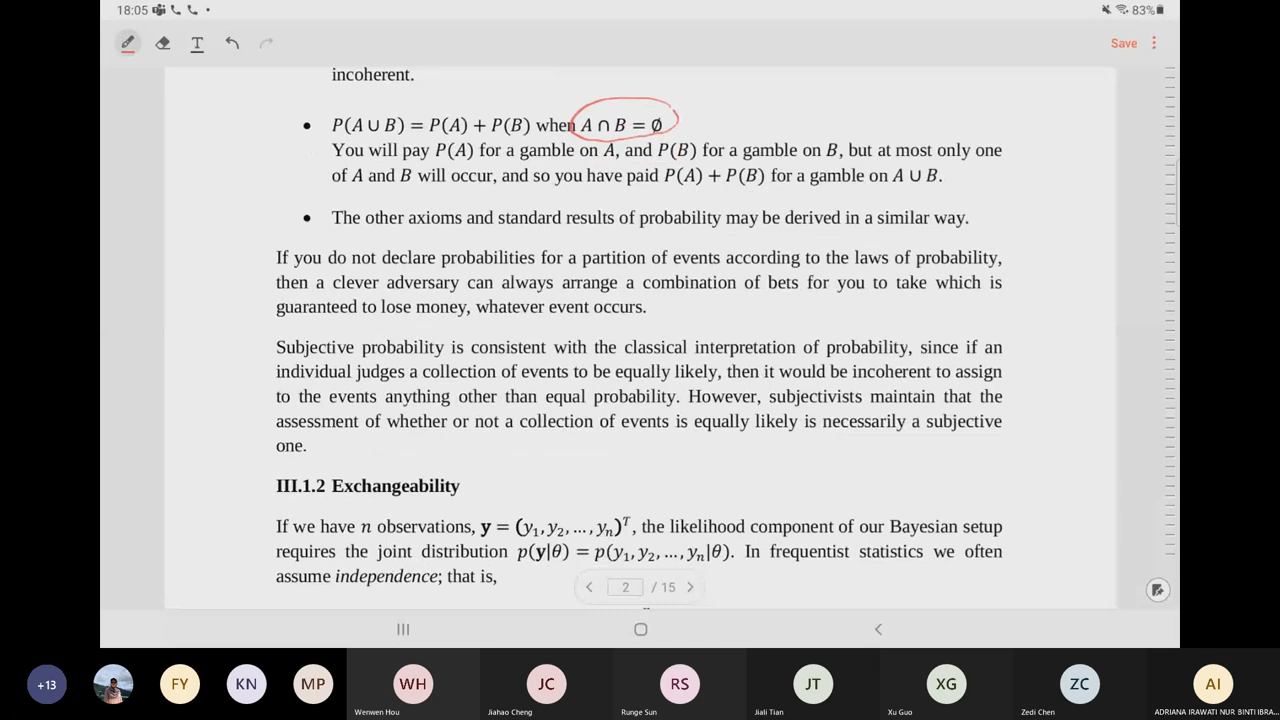 18:05
83%
T
Save
incoherent.
• P(A ∪ B) = P(A) + P(B) when A ∩ B = ∅
You will pay P(A) for a gamble on A, and P(B) for a gamble on B, but at most only one
of A and B will occur, and so you have paid P(A) + P(B) for a gamble on A ∪ B.
• The other axioms and standard results of probability may be derived in a similar way.
If you do not declare probabilities for a partition of events according to the laws of probability,
then a clever adversary can always arrange a combination of bets for you to take which is
guaranteed to lose money, whatever event occurs.
Subjective probability is consistent with the classical interpretation of probability, since if an
individual judges a collection of events to be equally likely, then it would be incoherent to assign
to the events anything other than equal probability. However, subjectivists maintain that the
assessment of whether or not a collection of events is equally likely is necessarily a subjective
one.
III.1.2 Exchangeability
If we have n observations, y = (y₁, y₂, …, yₙ)ᵀ, the likelihood component of our Bayesian setup
requires the joint distribution p(y|θ) = p(y₁, y₂, …, yₙ|θ). In frequentist statistics we often
assume independence; that is,
2 / 15
+13 FY KN MP WH JC RS JT XG ZC AI
Wenwen Hou Jiahao Cheng Runge Sun Jiali Tian Xu Guo Zedi Chen ADRIANA IRAWATI NUR BINTI IBRA...